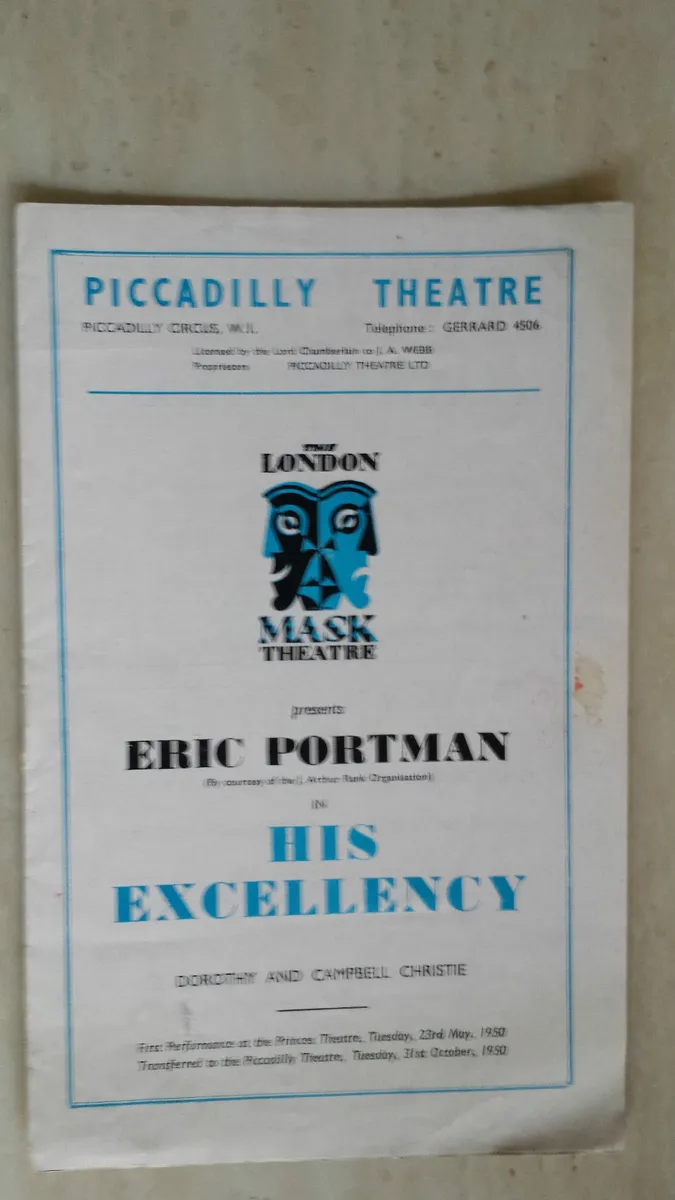 PICCADILLY THEATRE
PICCADILLY CIRCUS, W.1. Telephone: GERRARD 4506
Licensed by the Lord Chamberlain to J. A. WEBB
Proprietors PICCADILLY THEATRE LTD
THE
LONDON
MASK
THEATRE
presents
ERIC PORTMAN
(By courtesy of the J. Arthur Rank Organisation)
IN
HIS
EXCELLENCY
DOROTHY AND CAMPBELL CHRISTIE
First Performance at the Princes Theatre, Tuesday, 23rd May, 1950
Transferred to the Piccadilly Theatre, Tuesday, 31st October, 1950